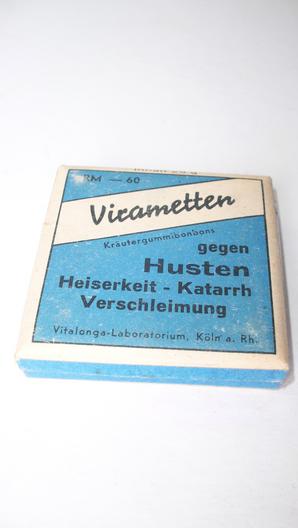 RM — 60
Virametten
Kräutergummibonbons
gegen
Husten
Heiserkeit - Katarrh
Verschleimung
Vitalonga-Laboratorium, Köln a. Rh.